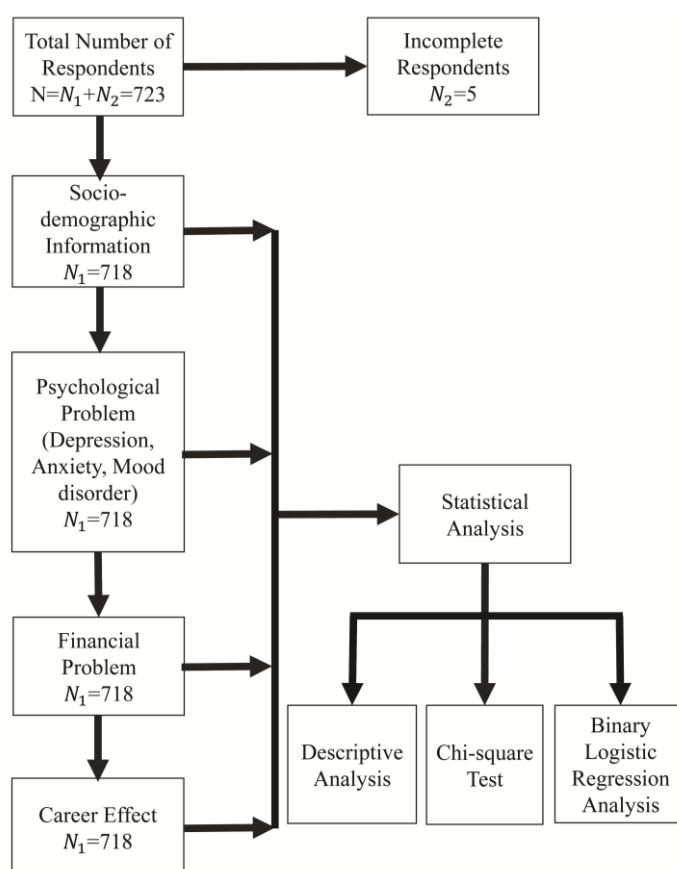 Total Number of
Respondents
N=N₁+N₂=723
Incomplete
Respondents
N₂=5
Socio-
demographic
Information
N₁=718
Psychological
Problem
(Depression,
Anxiety, Mood
disorder)
N₁=718
Statistical
Analysis
Financial
Problem
N₁=718
Descriptive
Analysis
Chi-square
Test
Binary
Logistic
Regression
Analysis
Career Effect
N₁=718